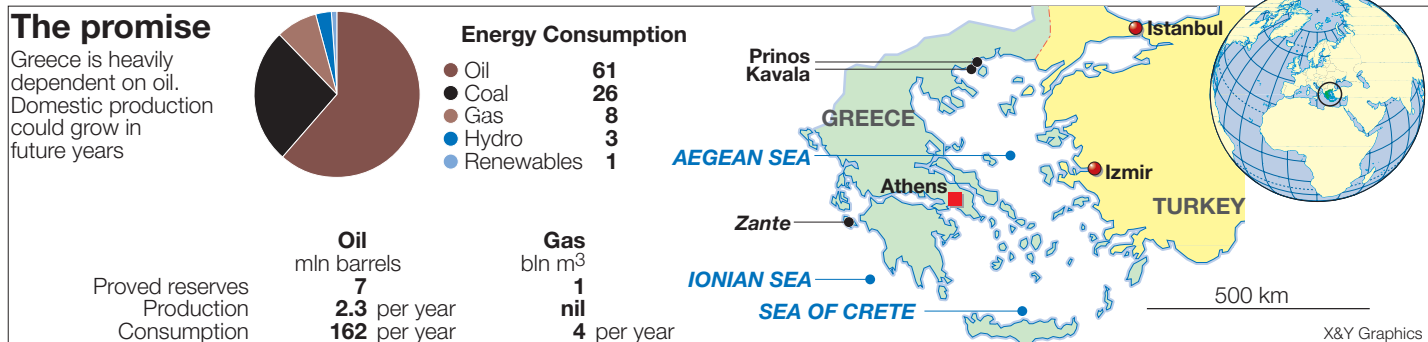 The promise
Greece is heavily
dependent on oil.
Domestic production
could grow in
future years
Energy Consumption
Oil 61
Coal 26
Gas 8
Hydro 3
Renewables 1
Oil Gas
mln barrels bln m³
Proved reserves 7 1
Production 2.3 per year nil
Consumption 162 per year 4 per year
Istanbul
Prinos
Kavala
GREECE
AEGEAN SEA
Izmir
Athens
TURKEY
Zante
IONIAN SEA
SEA OF CRETE
500 km
X&Y Graphics